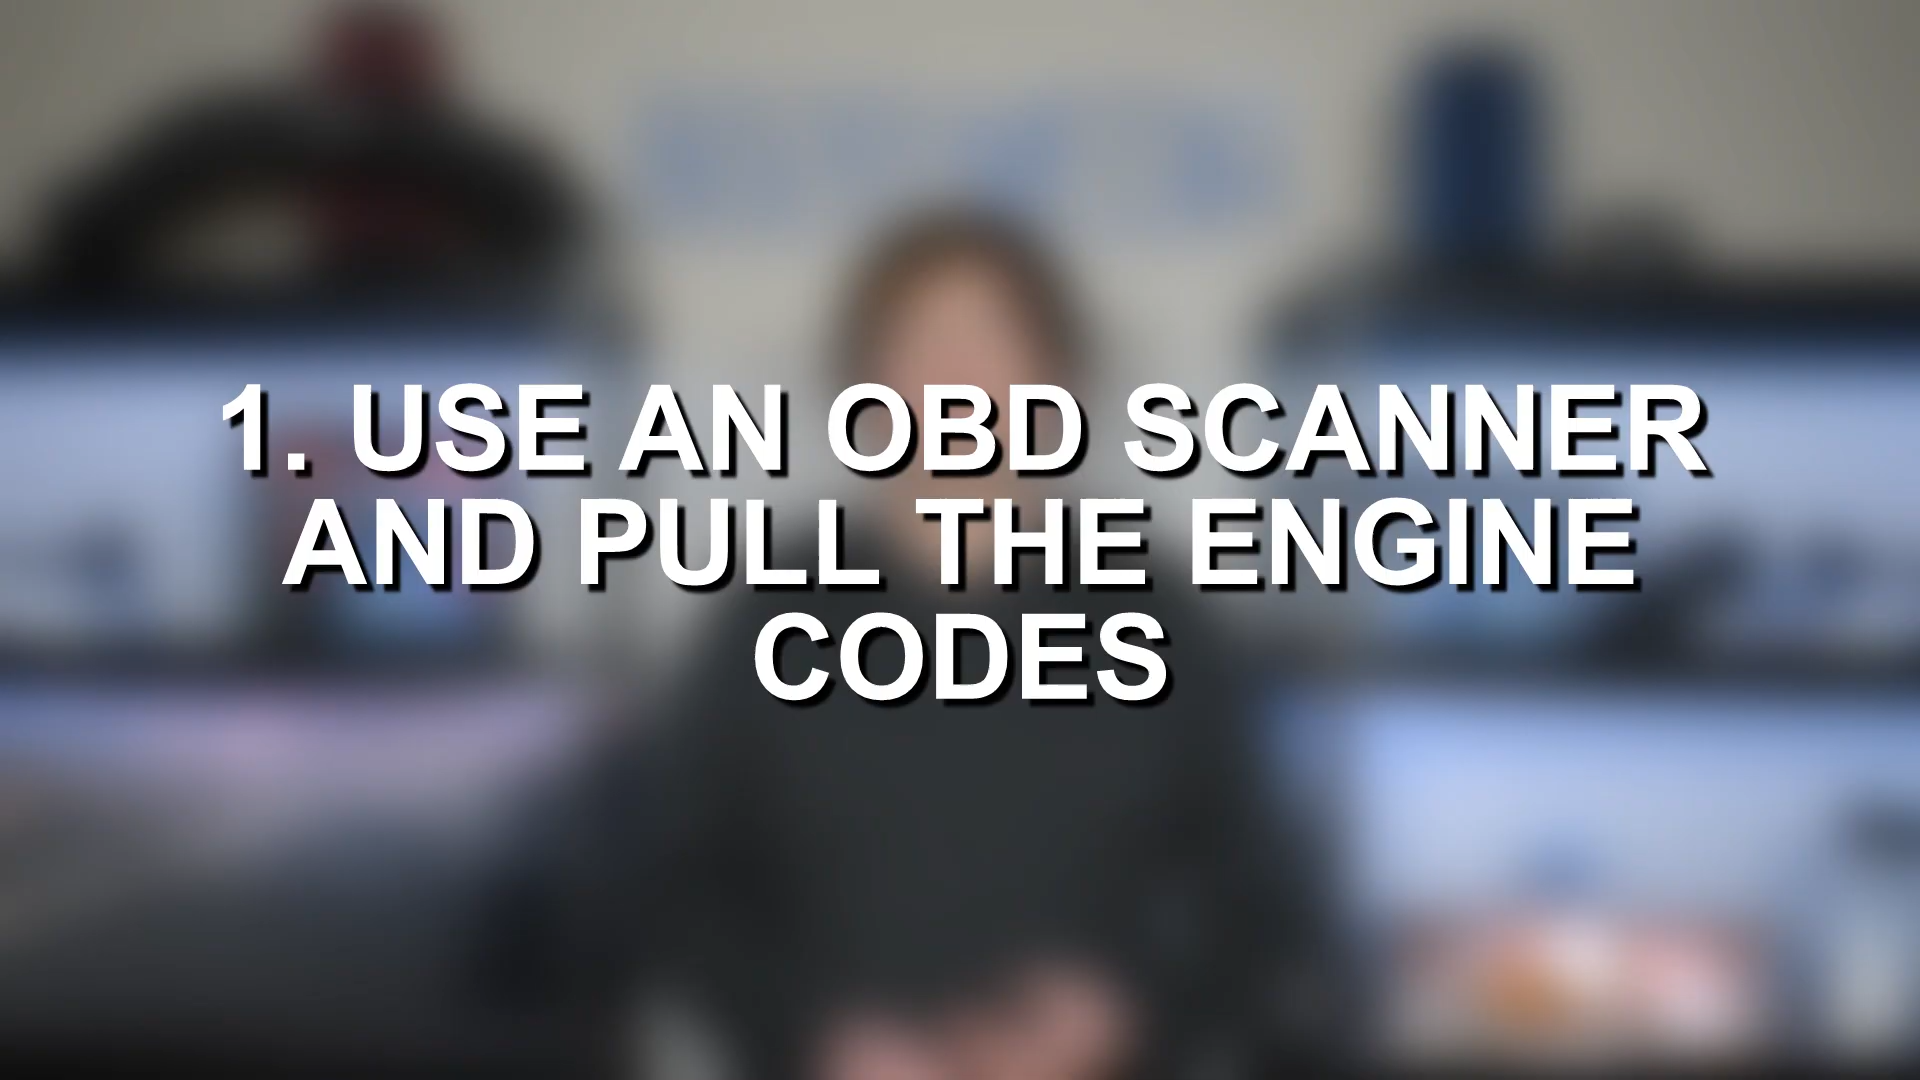 1. USE AN OBD SCANNER
AND PULL THE ENGINE
CODES